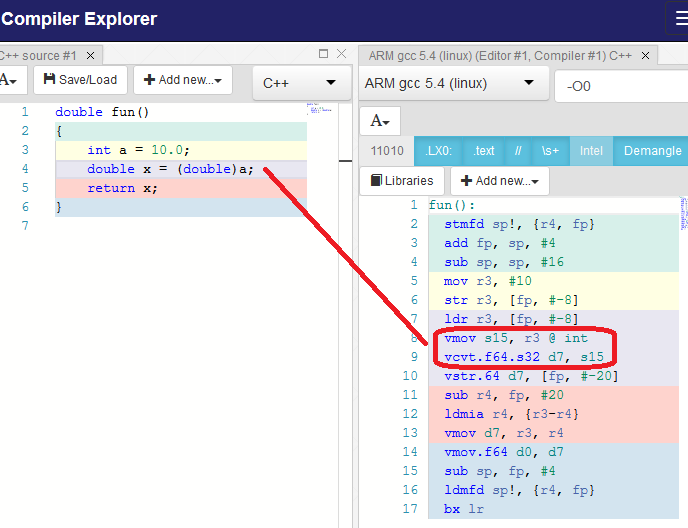 Compiler Explorer
C++ source #1 ×
A Save/Load + Add new... C++
1 double fun()
2 {
3 int a = 10.0;
4 double x = (double)a;
5 return x;
6 }
7
ARM gcc 5.4 (linux) (Editor #1, Compiler #1) C++ ×
ARM gcc 5.4 (linux) -O0
A
11010 .LX0: .text // \s+ Intel Demangle
Libraries + Add new...
1 fun():
2 stmfd sp!, {r4, fp}
3 add fp, sp, #4
4 sub sp, sp, #16
5 mov r3, #10
6 str r3, [fp, #-8]
7 ldr r3, [fp, #-8]
8 vmov s15, r3 @ int
9 vcvt.f64.s32 d7, s15
10 vstr.64 d7, [fp, #-20]
11 sub r4, fp, #20
12 ldmia r4, {r3-r4}
13 vmov d7, r3, r4
14 vmov.f64 d0, d7
15 sub sp, fp, #4
16 ldmfd sp!, {r4, fp}
17 bx lr